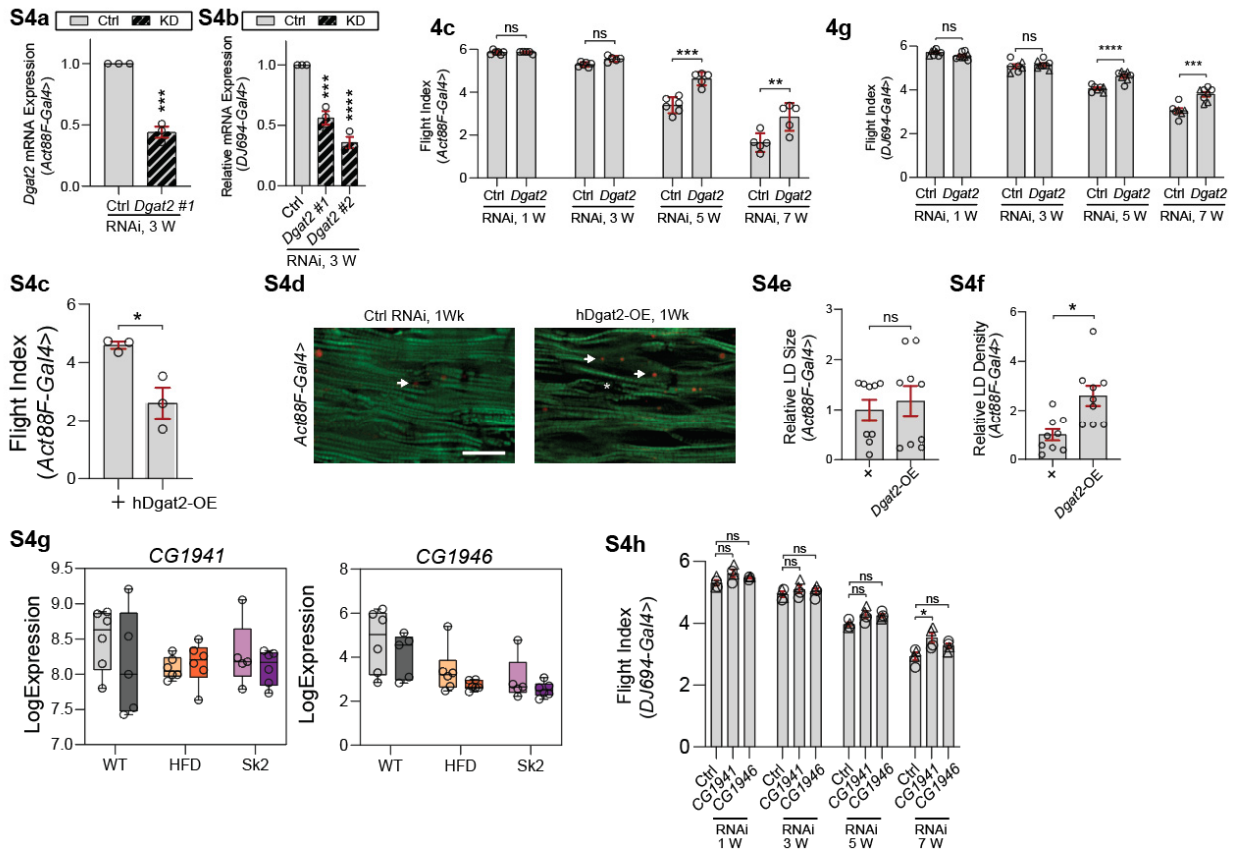 S4a
Ctrl KD
Dgat2 mRNA Expression
(Act88F-Gal4>)
1.0
0.5
0.0
***
Ctrl Dgat2 #1
RNAi, 3 W
S4b
Ctrl KD
Relative mRNA Expression
(DJ694-Gal4>)
1.0
0.5
0.0
***
****
Ctrl
Dgat2 #1
Dgat2 #2
RNAi, 3 W
4c
Flight Index
(Act88F-Gal4>)
6
4
2
0
ns
ns
***
**
Ctrl Dgat2 Ctrl Dgat2 Ctrl Dgat2 Ctrl Dgat2
RNAi, 1 W RNAi, 3 W RNAi, 5 W RNAi, 7 W
4g
Flight Index
(DJ694-Gal4>)
6
4
2
0
ns
ns
****
***
Ctrl Dgat2 Ctrl Dgat2 Ctrl Dgat2 Ctrl Dgat2
RNAi, 1 W RNAi, 3 W RNAi, 5 W RNAi, 7 W
S4c
Flight Index
(Act88F-Gal4>)
6
4
2
0
*
+ hDgat2-OE
S4d
Ctrl RNAi, 1Wk hDgat2-OE, 1Wk
Act88F-Gal4>
*
S4e
Relative LD Size
(Act88F-Gal4>)
3
2
1
0
ns
+
Dgat2-OE
S4f
Relative LD Density
(Act88F-Gal4>)
6
4
2
0
*
+
Dgat2-OE
S4g
CG1941
LogExpression
9.5
9.0
8.5
8.0
7.5
7.0
WT HFD Sk2
CG1946
LogExpression
8
6
4
2
0
WT HFD Sk2
S4h
Flight Index
(DJ694-Gal4>)
6
4
2
0
ns
ns
ns
ns
ns
ns
ns
*
Ctrl CG1941 CG1946 Ctrl CG1941 CG1946 Ctrl CG1941 CG1946 Ctrl CG1941 CG1946
RNAi RNAi RNAi RNAi
1 W 3 W 5 W 7 W